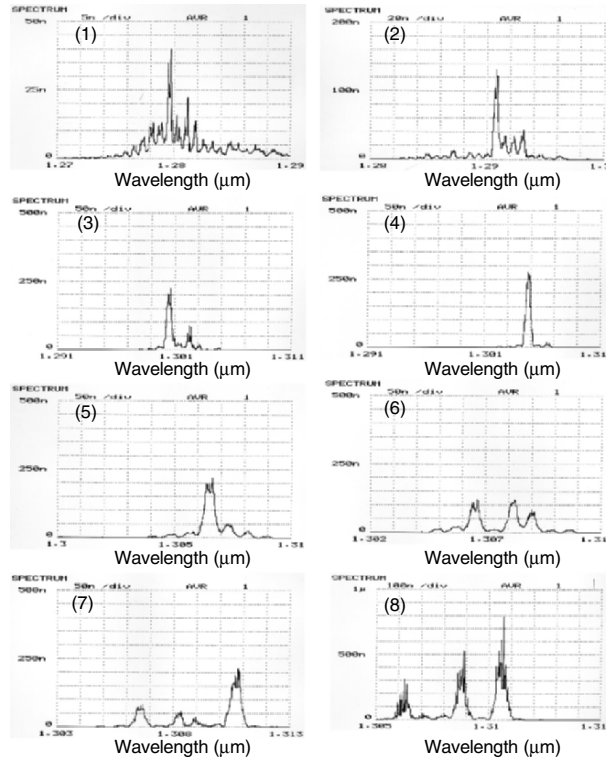 SPECTRUM
5n /div AVR 1
(1)
50n
25n
0
1.27 1.28 1.29
Wavelength (μm)
SPECTRUM
20n /div AVR 1
(2)
200n
100n
0
1.28 1.29
Wavelength (μm)
SPECTRUM
50n /div AVR 1
(3)
500n
250n
0
1.291 1.301 1.311
Wavelength (μm)
SPECTRUM
50n /div AVR 1
(4)
500n
250n
0
1.291 1.301 1.31
Wavelength (μm)
SPECTRUM
50n /div AVR 1
(5)
500n
250n
0
1.3 1.305 1.31
Wavelength (μm)
SPECTRUM
50n /div AVR 1
(6)
500n
250n
0
1.302 1.307 1.31
Wavelength (μm)
SPECTRUM
50n /div AVR 1
(7)
500n
250n
0
1.303 1.308 1.313
Wavelength (μm)
SPECTRUM
100n /div AVR 1
(8)
1μ
500n
0
1.305 1.31 1.31
Wavelength (μm)